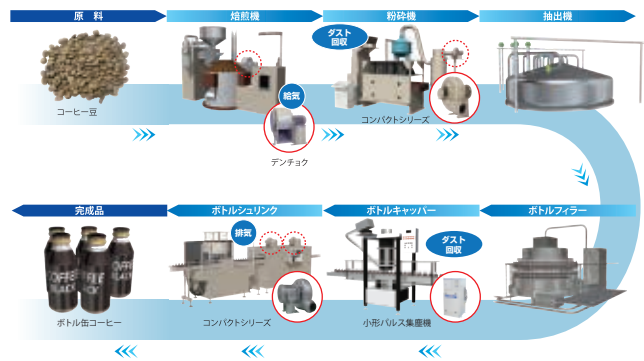 原 料
焙煎機
粉砕機
抽出機
ダスト
回収
給気
コーヒー豆
デンチョク
コンパクトシリーズ
完成品
ボトルシュリンク
ボトルキャッパー
ボトルフィラー
排気
ダスト
回収
COFFEE
BLACK
ボトル缶コーヒー
コンパクトシリーズ
小形パルス集塵機